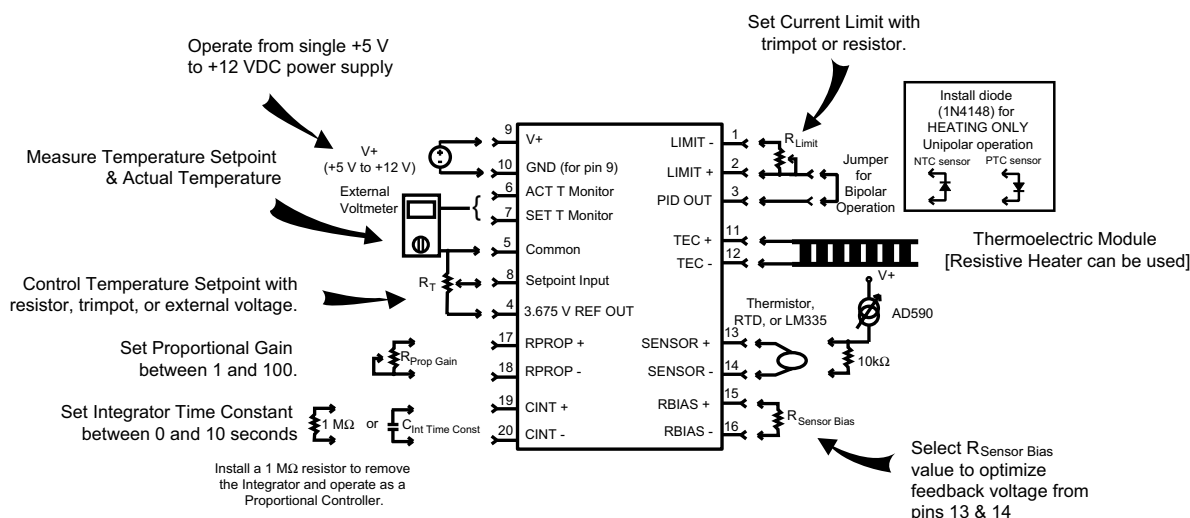 Set Current Limit with
trimpot or resistor.
Operate from single +5 V
to +12 VDC power supply
Install diode
(1N4148) for
HEATING ONLY
Unipolar operation
NTC sensor
PTC sensor
V+
(+5 V to +12 V)
Measure Temperature Setpoint
& Actual Temperature
External
Voltmeter
Control Temperature Setpoint with
resistor, trimpot, or external voltage.
RT
Set Proportional Gain
between 1 and 100.
RProp Gain
Set Integrator Time Constant
between 0 and 10 seconds
1 MΩ
or
CInt Time Const
Install a 1 MΩ resistor to remove
the Integrator and operate as a
Proportional Controller.
9
V+
10
GND (for pin 9)
6
ACT T Monitor
7
SET T Monitor
5
Common
8
Setpoint Input
4
3.675 V REF OUT
17
RPROP +
18
RPROP -
19
CINT +
20
CINT -
LIMIT -
1
LIMIT +
2
PID OUT
3
TEC +
11
TEC -
12
SENSOR +
13
SENSOR -
14
RBIAS +
15
RBIAS -
16
RLimit
Jumper
for
Bipolar
Operation
Thermoelectric Module
[Resistive Heater can be used]
V+
Thermistor,
RTD, or LM335
AD590
10kΩ
RSensor Bias
Select RSensor Bias
value to optimize
feedback voltage from
pins 13 & 14